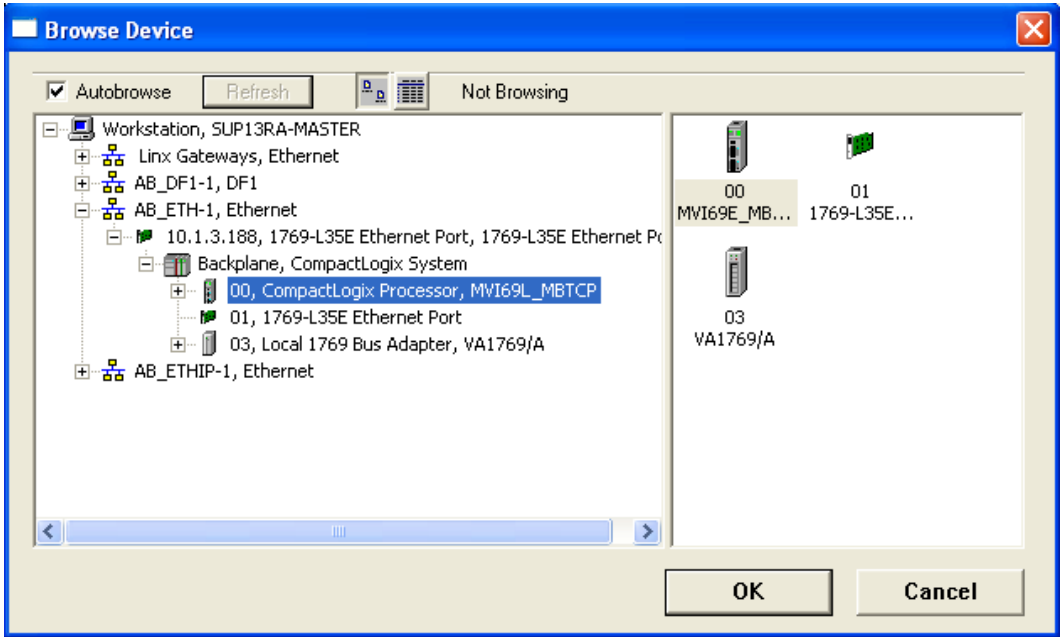 Browse Device
Autobrowse Refresh Not Browsing
Workstation, SUP13RA-MASTER
Linx Gateways, Ethernet
AB_DF1-1, DF1
AB_ETH-1, Ethernet
10.1.3.188, 1769-L35E Ethernet Port, 1769-L35E Ethernet Po
Backplane, CompactLogix System
00, CompactLogix Processor, MVI69L_MBTCP
01, 1769-L35E Ethernet Port
03, Local 1769 Bus Adapter, VA1769/A
AB_ETHIP-1, Ethernet
00 01
MVI69E_MB... 1769-L35E...
03
VA1769/A
OK Cancel